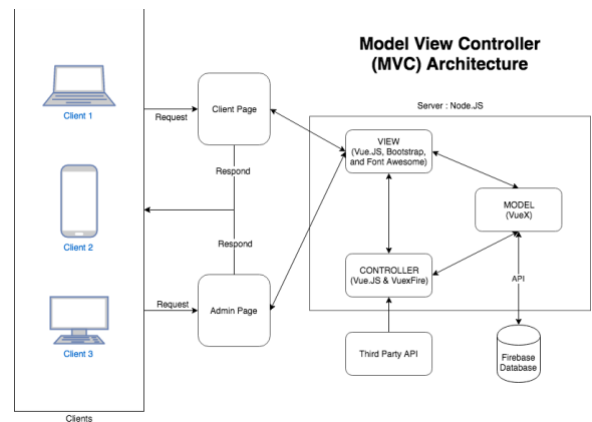 Model View Controller
(MVC) Architecture
Server : Node.JS
Client 1
Request
Client Page
VIEW
(Vue.JS, Bootstrap,
and Font Awesome)
Respond
MODEL
(VueX)
Client 2
Respond
CONTROLLER
(Vue.JS & VuexFire)
API
Request
Admin Page
Client 3
Third Party API
Firebase
Database
Clients